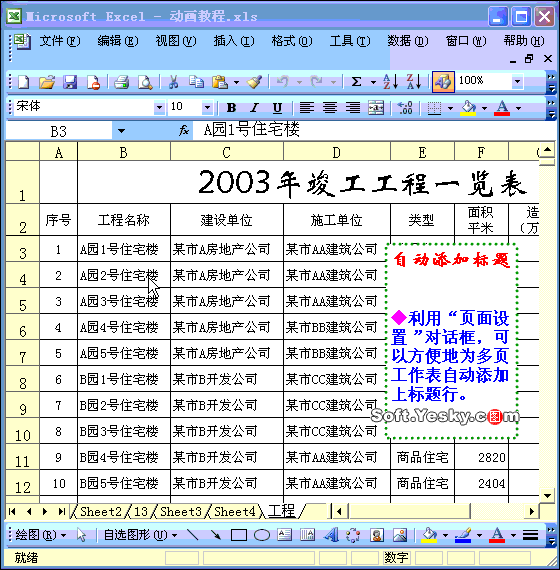 Microsoft Excel - 动画教程.xls
文件(F) 编辑(E) 视图(V) 插入(I) 格式(O) 工具(T) 数据(D) 窗口(W) 帮助(H)
100%
宋体 10 B I U
B3 fx A园1号住宅楼
A B C D E F
1 2003年竣工工程一览表
2 序号 工程名称 建设单位 施工单位 类型 面积 造
平米 (万
3 1 A园1号住宅楼 某市A房地产公司 某市AA建筑公司
4 2 A园2号住宅楼 某市A房地产公司 某市AA建筑公司
5 3 A园3号住宅楼 某市A房地产公司 某市AA建筑公司
6 4 A园4号住宅楼 某市A房地产公司 某市BB建筑公司
7 5 A园5号住宅楼 某市A房地产公司 某市BB建筑公司
8 6 B园1号住宅楼 某市B开发公司 某市CC建筑公司
9 7 B园2号住宅楼 某市B开发公司 某市CC建筑公司
10 8 B园3号住宅楼 某市B开发公司 某市CC建筑公司
11 9 B园4号住宅楼 某市B开发公司 某市AA建筑公司 商品住宅 2820
12 10 B园5号住宅楼 某市B开发公司 某市AA建筑公司 商品住宅 2404
自动添加标题
◆利用“页面设
置”对话框，可
以方便地为多页
工作表自动添加
上标题行。
Soft.Yesky.com
Sheet2 13 Sheet3 Sheet4 工程
绘图(R) 自选图形(U)
就绪 数字